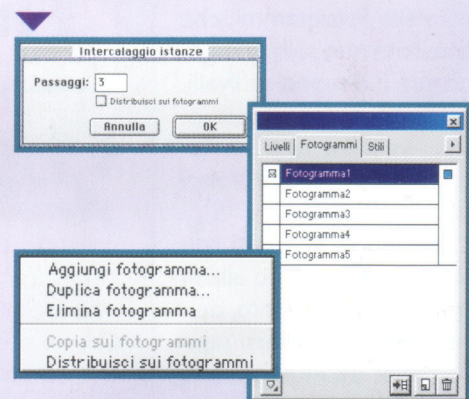 Intercalaggio istanze
Passaggi: 3
Distribuisci sui fotogrammi
Annulla OK
Livelli Fotogrammi Stili
Fotogramma1
Fotogramma2
Fotogramma3
Fotogramma4
Fotogramma5
Aggiungi fotogramma...
Duplica fotogramma...
Elimina fotogramma
Copia sui fotogrammi
Distribuisci sui fotogrammi